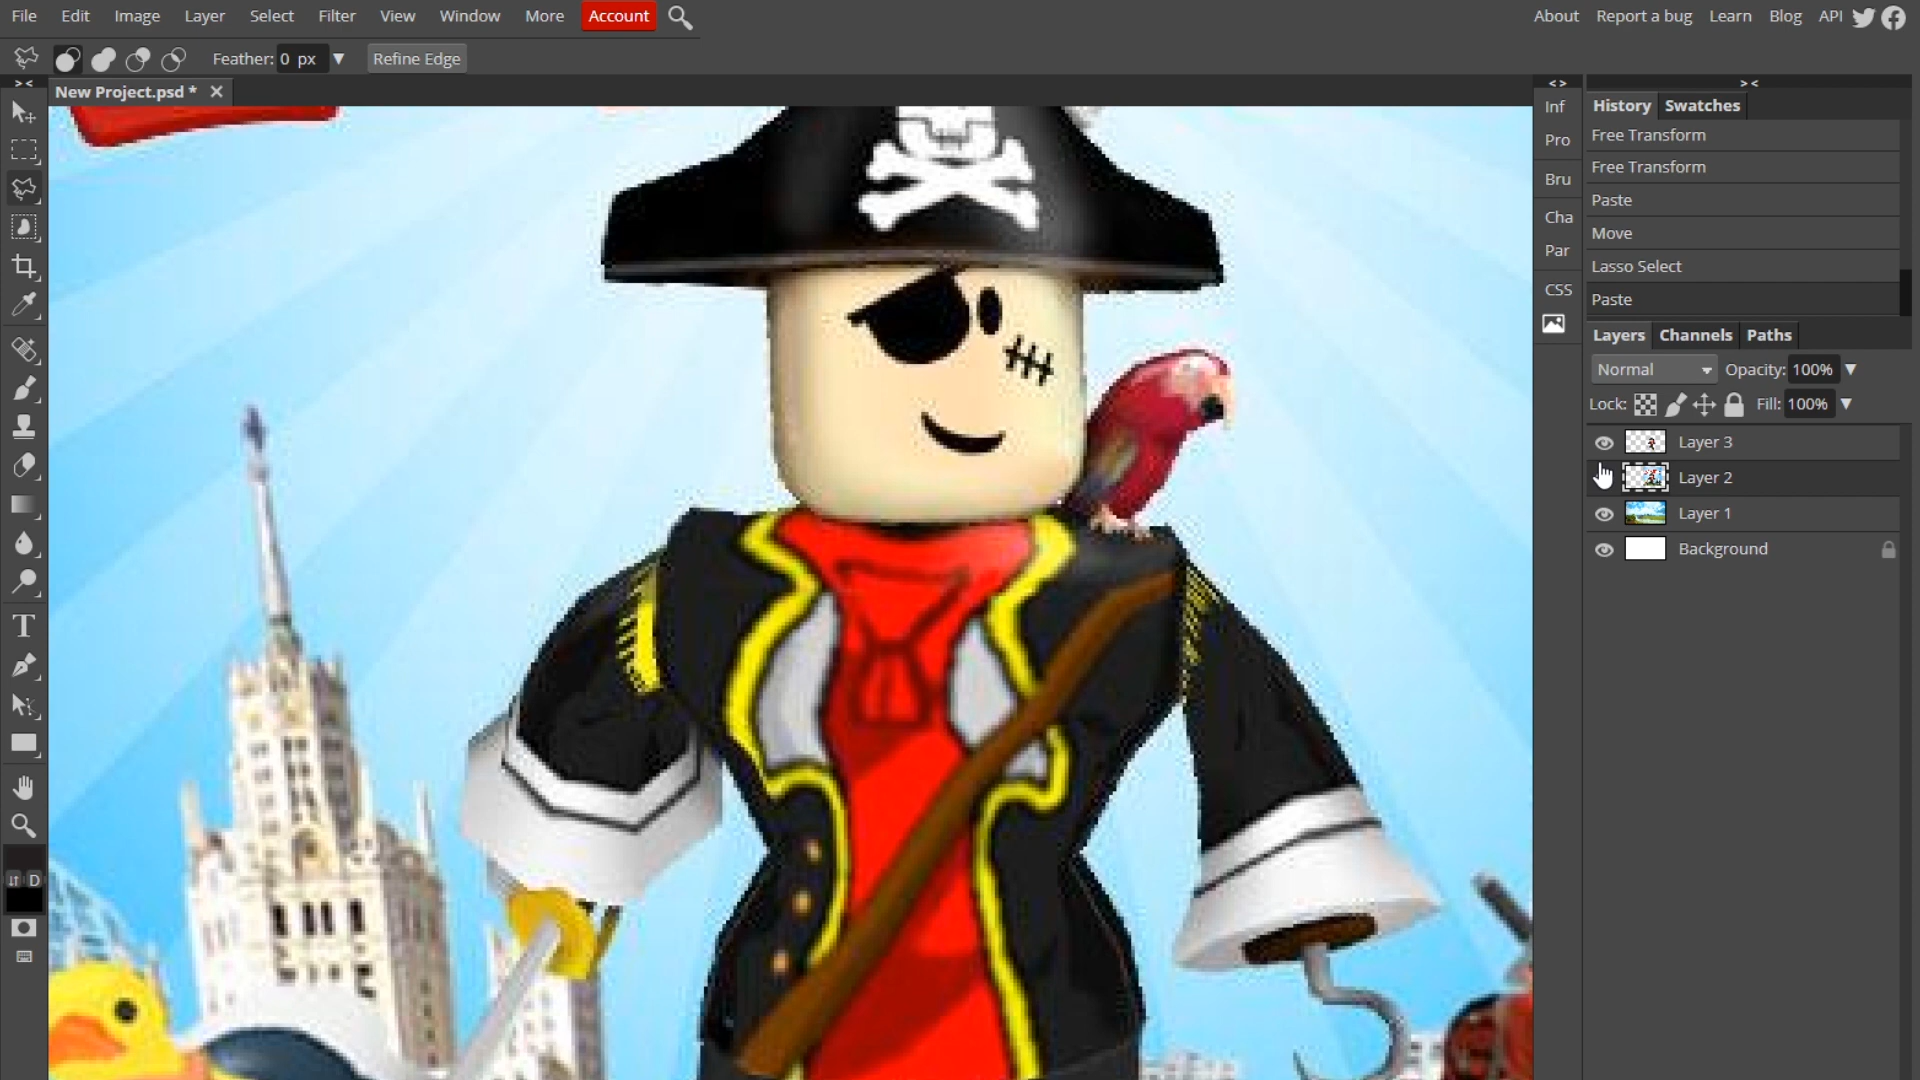 File Edit Image Layer Select Filter View Window More Account About Report a bug Learn Blog API
Feather: 0 px Refine Edge
New Project.psd *
Inf
Pro
Bru
Cha
Par
CSS
History Swatches
Free Transform
Free Transform
Paste
Move
Lasso Select
Paste
Layers Channels Paths
Normal Opacity: 100%
Lock: Fill: 100%
Layer 3
Layer 2
Layer 1
Background
D